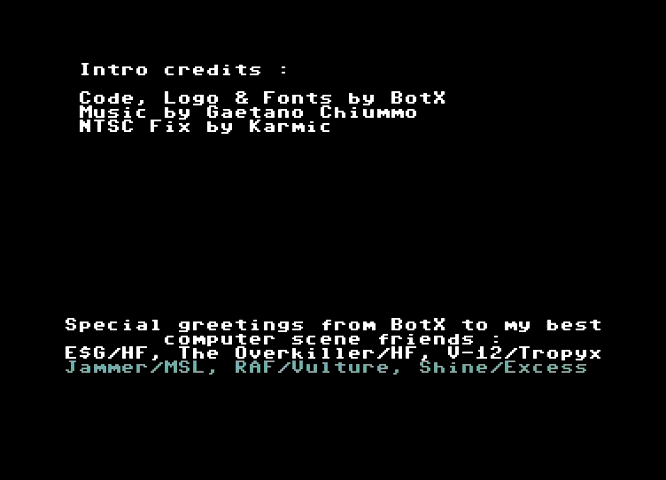 Intro credits :
Code, Logo & Fonts by BotX
Music by Gaetano Chiummo
NTSC Fix by Karmic
Special greetings from BotX to my best
computer scene friends :
E$G/HF, The Overkiller/HF, V-12/Tropyx
Jammer/MSL, RAF/Vulture, Shine/Excess